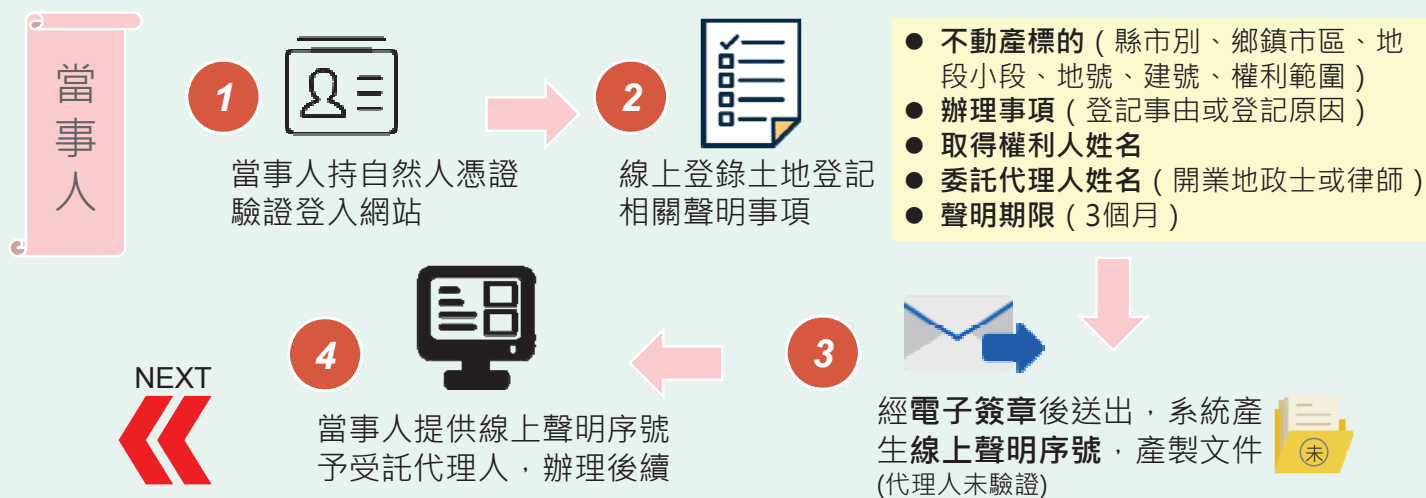 當事人
1
當事人持自然人憑證
驗證登入網站
2
線上登錄土地登記
相關聲明事項
● 不動產標的（縣市別、鄉鎮市區、地
段小段、地號、建號、權利範圍）
● 辦理事項（登記事由或登記原因）
● 取得權利人姓名
● 委託代理人姓名（開業地政士或律師）
● 聲明期限（3個月）
3
經電子簽章後送出，系統產
生線上聲明序號，產製文件
(代理人未驗證)
未
4
當事人提供線上聲明序號
予受託代理人，辦理後續
NEXT